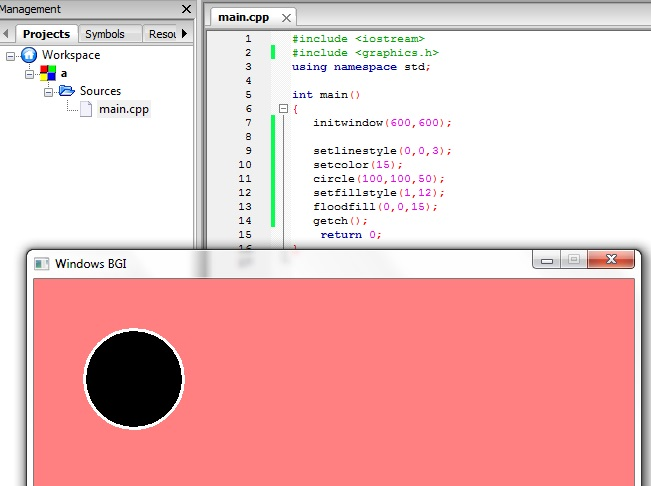 Management
Projects Symbols Resou
Workspace
a
Sources
main.cpp
main.cpp
1 #include <iostream>
2 #include <graphics.h>
3 using namespace std;
4
5 int main()
6 {
7 initwindow(600,600);
8
9 setlinestyle(0,0,3);
10 setcolor(15);
11 circle(100,100,50);
12 setfillstyle(1,12);
13 floodfill(0,0,15);
14 getch();
15 return 0;
16 }
Windows BGI